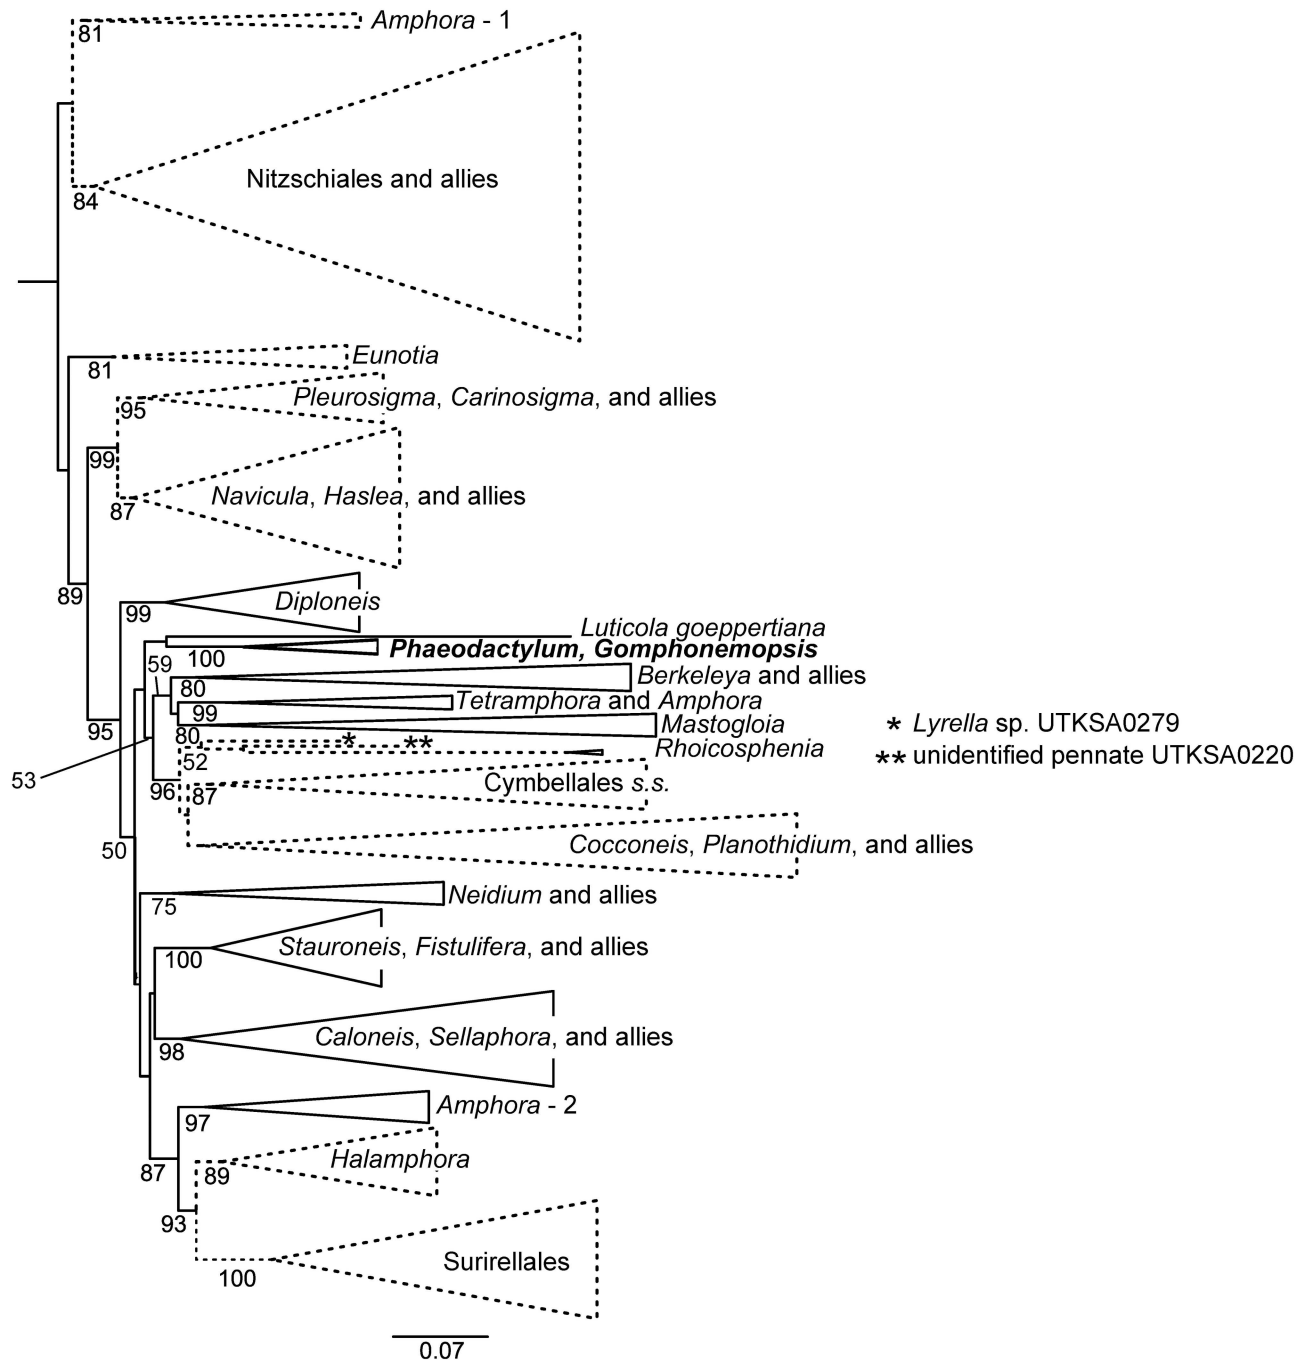 Amphora - 1
81
Nitzschiales and allies
84
Eunotia
81
Pleurosigma, Carinosigma, and allies
95
99
Navicula, Haslea, and allies
87
89
Diploneis
99
Luticola goeppertiana
Phaeodactylum, Gomphonemopsis
100
59
Berkeleya and allies
80
Tetramphora and Amphora
99
Mastogloia
80
* Lyrella sp. UTKSA0279
* **
Rhoicosphenia
** unidentified pennate UTKSA0220
95
52
53
Cymbellales s.s.
96
87
Cocconeis, Planothidium, and allies
50
Neidium and allies
75
Stauroneis, Fistulifera, and allies
100
Caloneis, Sellaphora, and allies
98
Amphora - 2
97
Halamphora
87
89
93
Surirellales
100
0.07